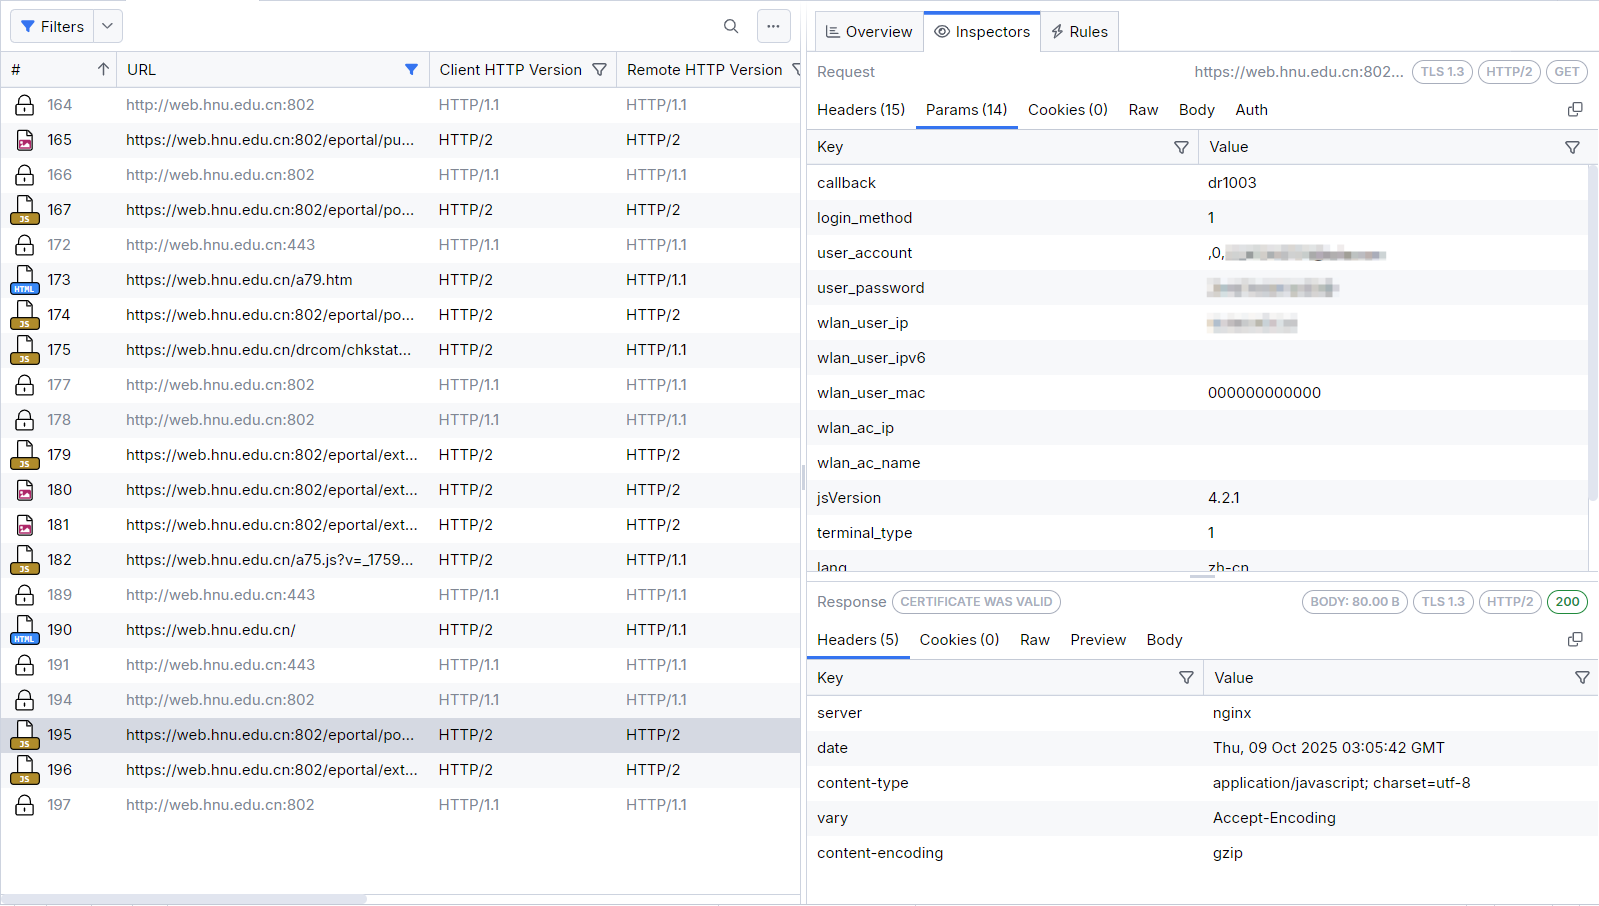 Filters
# URL Client HTTP Version Remote HTTP Version
164 http://web.hnu.edu.cn:802 HTTP/1.1 HTTP/1.1
165 https://web.hnu.edu.cn:802/eportal/pu... HTTP/2 HTTP/2
166 http://web.hnu.edu.cn:802 HTTP/1.1 HTTP/1.1
JS 167 https://web.hnu.edu.cn:802/eportal/po... HTTP/2 HTTP/2
172 http://web.hnu.edu.cn:443 HTTP/1.1 HTTP/1.1
HTML 173 https://web.hnu.edu.cn/a79.htm HTTP/2 HTTP/1.1
JS 174 https://web.hnu.edu.cn:802/eportal/po... HTTP/2 HTTP/2
JS 175 https://web.hnu.edu.cn/drcom/chkstat... HTTP/2 HTTP/1.1
177 http://web.hnu.edu.cn:802 HTTP/1.1 HTTP/1.1
178 http://web.hnu.edu.cn:802 HTTP/1.1 HTTP/1.1
JS 179 https://web.hnu.edu.cn:802/eportal/ext... HTTP/2 HTTP/2
180 https://web.hnu.edu.cn:802/eportal/ext... HTTP/2 HTTP/2
181 https://web.hnu.edu.cn:802/eportal/ext... HTTP/2 HTTP/2
JS 182 https://web.hnu.edu.cn/a75.js?v=_1759... HTTP/2 HTTP/1.1
189 http://web.hnu.edu.cn:443 HTTP/1.1 HTTP/1.1
HTML 190 https://web.hnu.edu.cn/ HTTP/2 HTTP/1.1
191 http://web.hnu.edu.cn:443 HTTP/1.1 HTTP/1.1
194 http://web.hnu.edu.cn:802 HTTP/1.1 HTTP/1.1
JS 195 https://web.hnu.edu.cn:802/eportal/po... HTTP/2 HTTP/2
JS 196 https://web.hnu.edu.cn:802/eportal/ext... HTTP/2 HTTP/2
197 http://web.hnu.edu.cn:802 HTTP/1.1 HTTP/1.1
Overview Inspectors Rules
Request https://web.hnu.edu.cn:802... TLS 1.3 HTTP/2 GET
Headers (15) Params (14) Cookies (0) Raw Body Auth
Key Value
callback dr1003
login_method 1
user_account ,0,
user_password
wlan_user_ip
wlan_user_ipv6
wlan_user_mac 000000000000
wlan_ac_ip
wlan_ac_name
jsVersion 4.2.1
terminal_type 1
lang zh-cn
Response CERTIFICATE WAS VALID BODY: 80.00 B TLS 1.3 HTTP/2 200
Headers (5) Cookies (0) Raw Preview Body
Key Value
server nginx
date Thu, 09 Oct 2025 03:05:42 GMT
content-type application/javascript; charset=utf-8
vary Accept-Encoding
content-encoding gzip